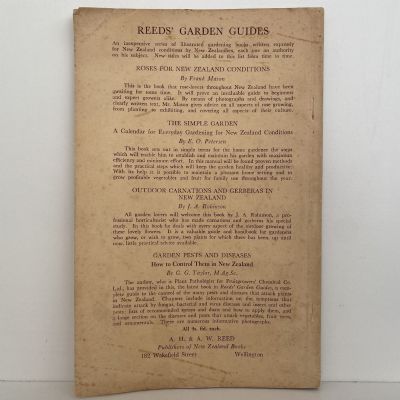 REEDS' GARDEN GUIDES
An inexpensive series of illustrated gardening books, written expressly
for New Zealand conditions by New Zealanders, each one an authority
on his subject. New titles will be added to this list from time to time.
ROSES FOR NEW ZEALAND CONDITIONS
By Frank Mason
This is the book that rose-lovers throughout New Zealand have been
awaiting for some time. It will prove an invaluable guide to beginners
and expert growers alike. By means of photographs and drawings, and
clearly written text, Mr. Mason gives advice on all aspects of rose growing,
from planting to exhibiting, and covering all aspects of their culture.
THE SIMPLE GARDEN
A Calendar for Everyday Gardening for New Zealand Conditions
By E. O. Petersen
This book sets out in simple terms for the home gardener the steps
which will enable him to establish and maintain his garden with maximum
efficiency and minimum effort. In this manual will be found proven methods
and the practical steps which will keep the garden healthy and productive.
With its help it is possible to maintain a pleasant home setting and to
grow profitable vegetables and fruit for family use throughout the year.
OUTDOOR CARNATIONS AND GERBERAS IN
NEW ZEALAND
By J. A. Robinson
All garden lovers will welcome this book by J. A. Robinson, a pro-
fessional horticulturist who has made carnations and gerberas his special
study. In this book he deals with every aspect of the outdoor growing of
these lovely flowers. It is a valuable guide and handbook for gardeners
who grow, or wish to grow, two plants for which there has been, up until
now, little practical advice available.
GARDEN PESTS AND DISEASES
How to Control Them in New Zealand
By G. G. Taylor, M.Ag.Sc.
The author, who is Plant Pathologist for Fruitgrowers' Chemical Co.
Ltd., has provided in this, the latest book in Reeds' Garden Guides, a com-
plete guide to the control of the many pests and diseases that attack plants
in New Zealand. Chapters include information on the symptoms that
indicate attack by fungus, bacterial and virus disease and insect and other
pests; lists of recommended sprays and dusts and how to apply them, and
a large section on the diseases and pests that attack vegetables, fruit trees,
and ornamentals. There are numerous informative photographs.
All 4s. 6d. each.
A. H. & A. W. REED
Publishers of New Zealand Books
182 Wakefield Street Wellington